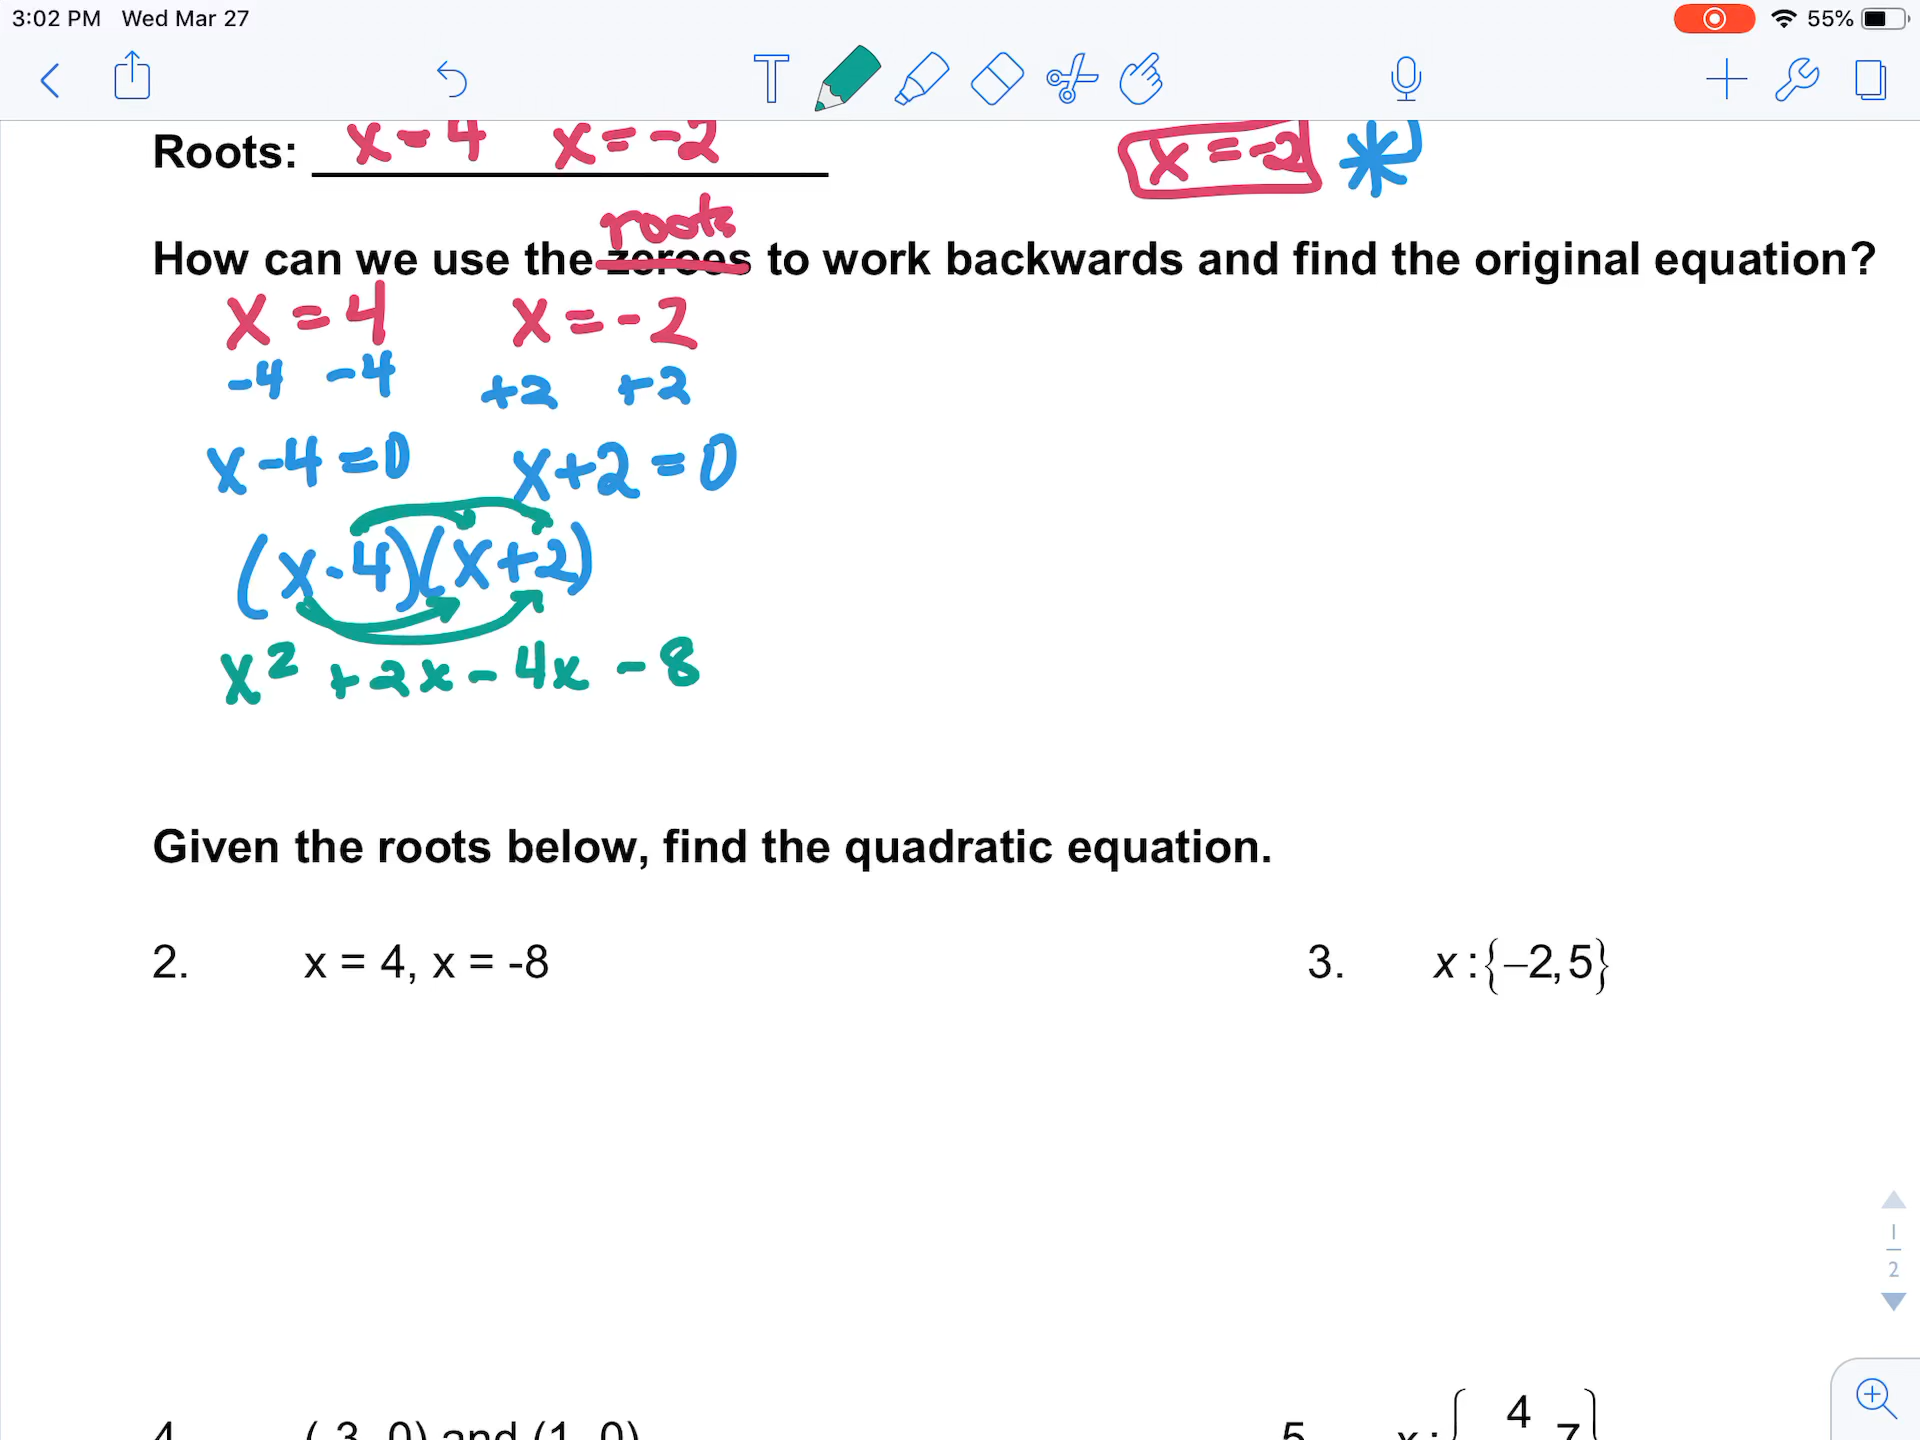 3:02 PM Wed Mar 27 55%
T
Roots: x=4 x=-2
x=-2 *
roots
How can we use the zeroes to work backwards and find the original equation?
x=4 x=-2
-4 -4 +2 +2
x-4=0 x+2=0
(x-4)(x+2)
x² +2x-4x-8
Given the roots below, find the quadratic equation.
2. x = 4, x = -8 3. x:{–2,5}
1
2
4